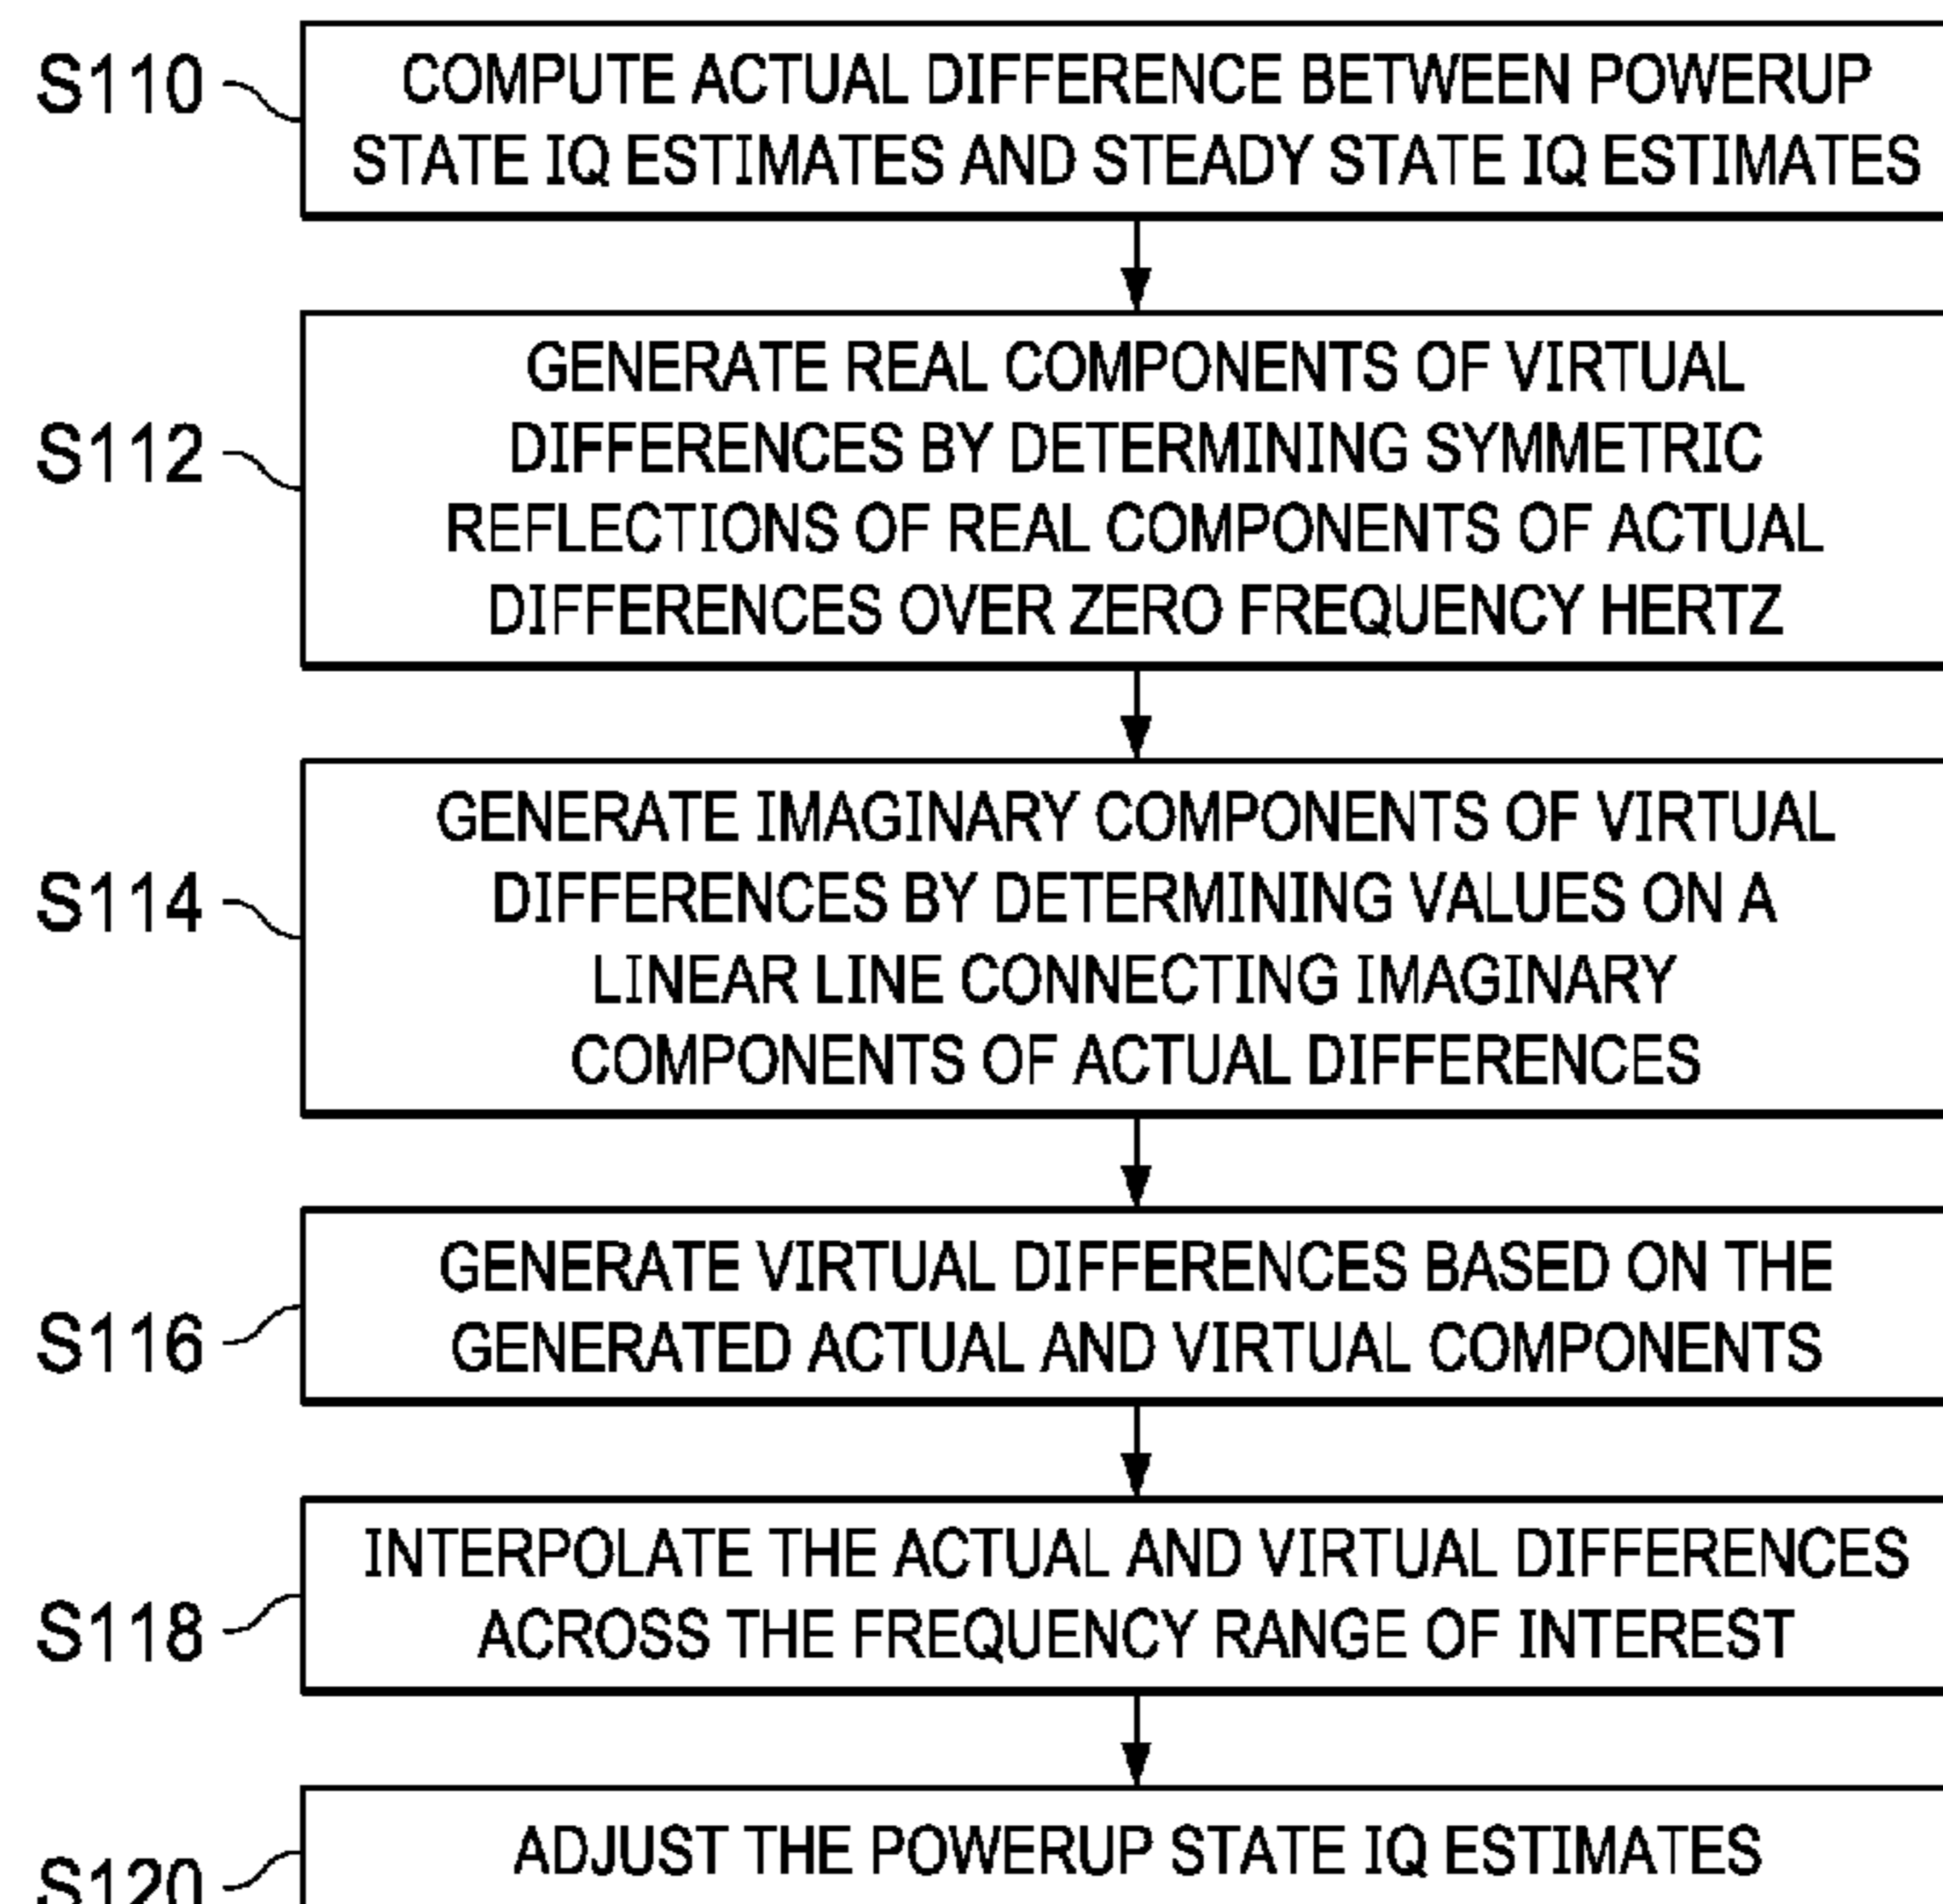 S110
COMPUTE ACTUAL DIFFERENCE BETWEEN POWERUP
STATE IQ ESTIMATES AND STEADY STATE IQ ESTIMATES
S112
GENERATE REAL COMPONENTS OF VIRTUAL
DIFFERENCES BY DETERMINING SYMMETRIC
REFLECTIONS OF REAL COMPONENTS OF ACTUAL
DIFFERENCES OVER ZERO FREQUENCY HERTZ
S114
GENERATE IMAGINARY COMPONENTS OF VIRTUAL
DIFFERENCES BY DETERMINING VALUES ON A
LINEAR LINE CONNECTING IMAGINARY
COMPONENTS OF ACTUAL DIFFERENCES
S116
GENERATE VIRTUAL DIFFERENCES BASED ON THE
GENERATED ACTUAL AND VIRTUAL COMPONENTS
S118
INTERPOLATE THE ACTUAL AND VIRTUAL DIFFERENCES
ACROSS THE FREQUENCY RANGE OF INTEREST
S120
ADJUST THE POWERUP STATE IQ ESTIMATES